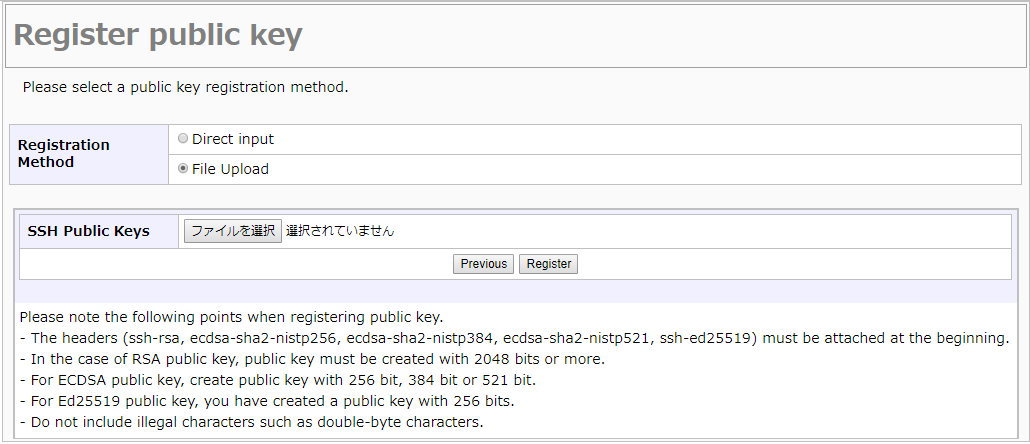 Register public key
Please select a public key registration method.
Registration
Method
Direct input
File Upload
SSH Public Keys ファイルを選択 選択されていません
Previous Register
Please note the following points when registering public key.
- The headers (ssh-rsa, ecdsa-sha2-nistp256, ecdsa-sha2-nistp384, ecdsa-sha2-nistp521, ssh-ed25519) must be attached at the beginning.
- In the case of RSA public key, public key must be created with 2048 bits or more.
- For ECDSA public key, create public key with 256 bit, 384 bit or 521 bit.
- For Ed25519 public key, you have created a public key with 256 bits.
- Do not include illegal characters such as double-byte characters.